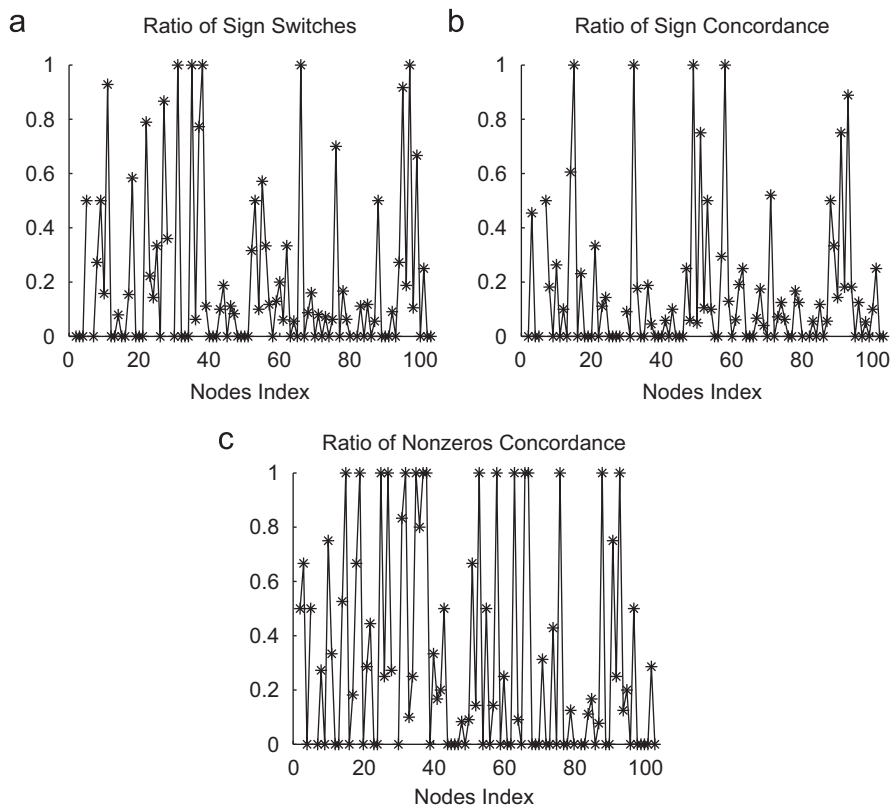 a
Ratio of Sign Switches
1
0.8
0.6
0.4
0.2
0
0 20 40 60 80 100
Nodes Index
b
Ratio of Sign Concordance
1
0.8
0.6
0.4
0.2
0
0 20 40 60 80 100
Nodes Index
c
Ratio of Nonzeros Concordance
1
0.8
0.6
0.4
0.2
0
0 20 40 60 80 100
Nodes Index